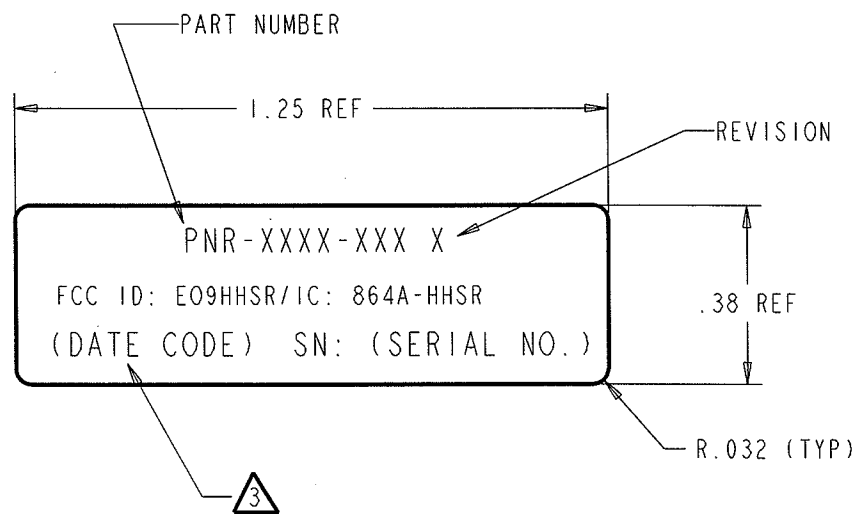 PART NUMBER
1.25 REF
REVISION
PNR-XXXX-XXX X
FCC ID: E09HHSR/IC: 864A-HHSR
.38 REF
(DATE CODE) SN: (SERIAL NO.)
R.032 (TYP)
3